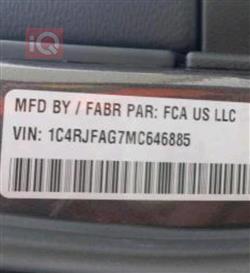 iQ
MFD BY / FABR PAR: FCA US LLC
VIN: 1C4RJFAG7MC646885